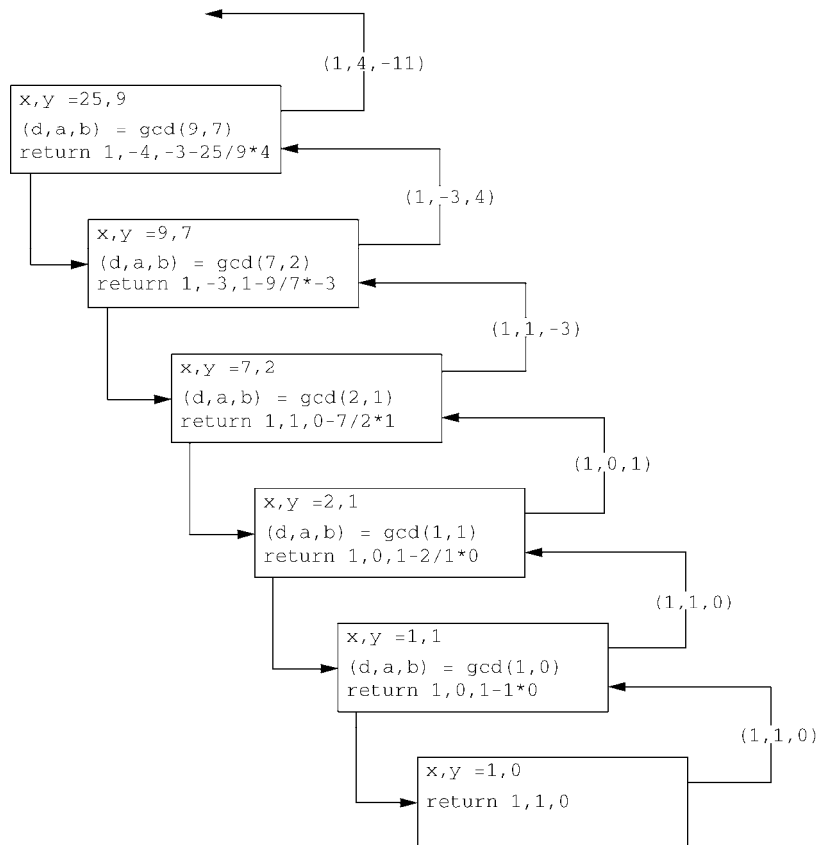 (1,4,-11)
x,y =25,9
(d,a,b) = gcd(9,7)
return 1,-4,-3-25/9*4
(1,-3,4)
x,y =9,7
(d,a,b) = gcd(7,2)
return 1,-3,1-9/7*-3
(1,1,-3)
x,y =7,2
(d,a,b) = gcd(2,1)
return 1,1,0-7/2*1
(1,0,1)
x,y =2,1
(d,a,b) = gcd(1,1)
return 1,0,1-2/1*0
(1,1,0)
x,y =1,1
(d,a,b) = gcd(1,0)
return 1,0,1-1*0
(1,1,0)
x,y =1,0
return 1,1,0